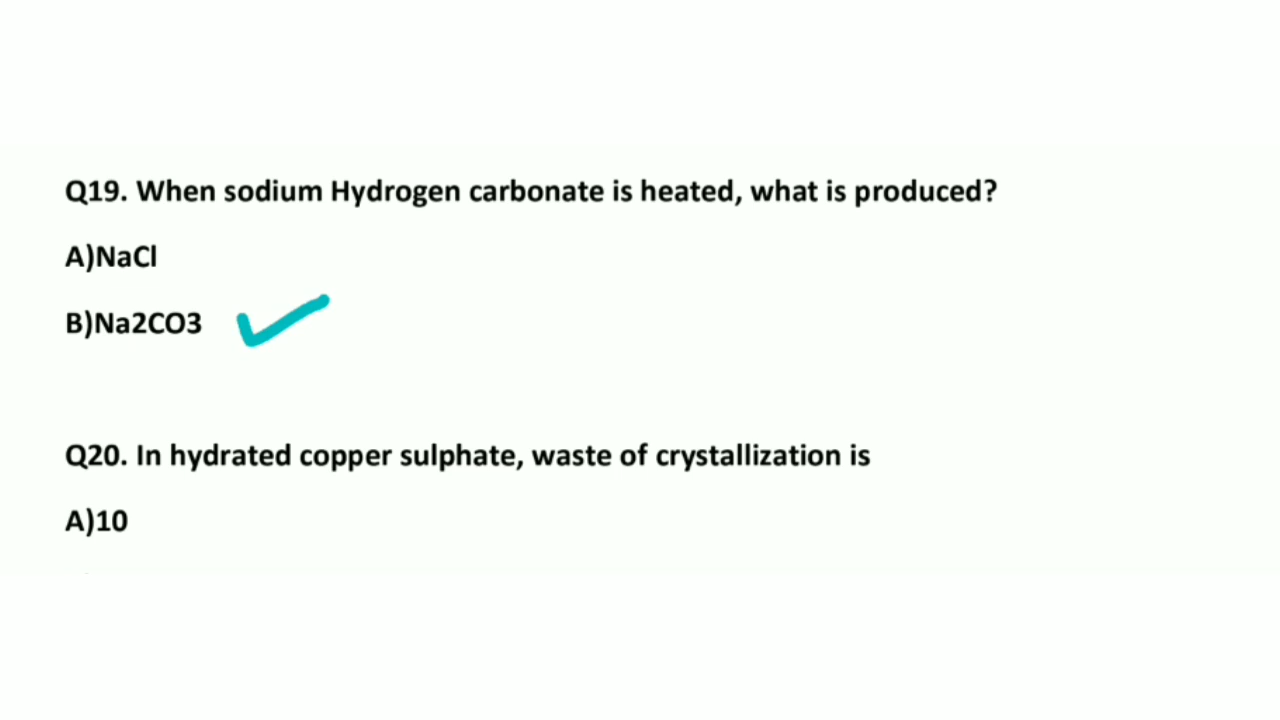 Q19. When sodium Hydrogen carbonate is heated, what is produced?
A)NaCl
B)Na2CO3
Q20. In hydrated copper sulphate, waste of crystallization is
A)10